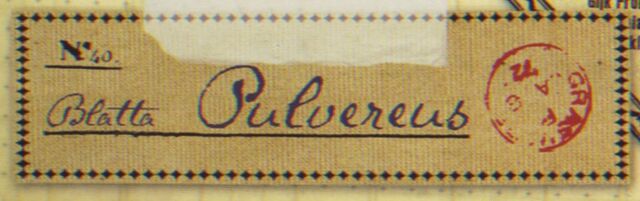 Nº 40.
Blatta Pulvereus